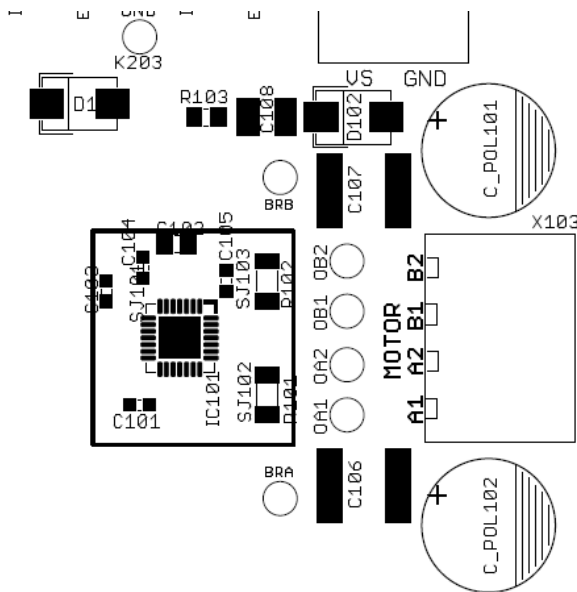 K203
VS GND
D1
R103
C108
D102
C_POL101
BRB
C107
X103
C104
C102
C105
SJ103
R102
OB2
B2
C103
SJ101
OB1
B1
MOTOR
OA2
A2
IC101
SJ102
R101
OA1
A1
C101
BRA
C106
C_POL102